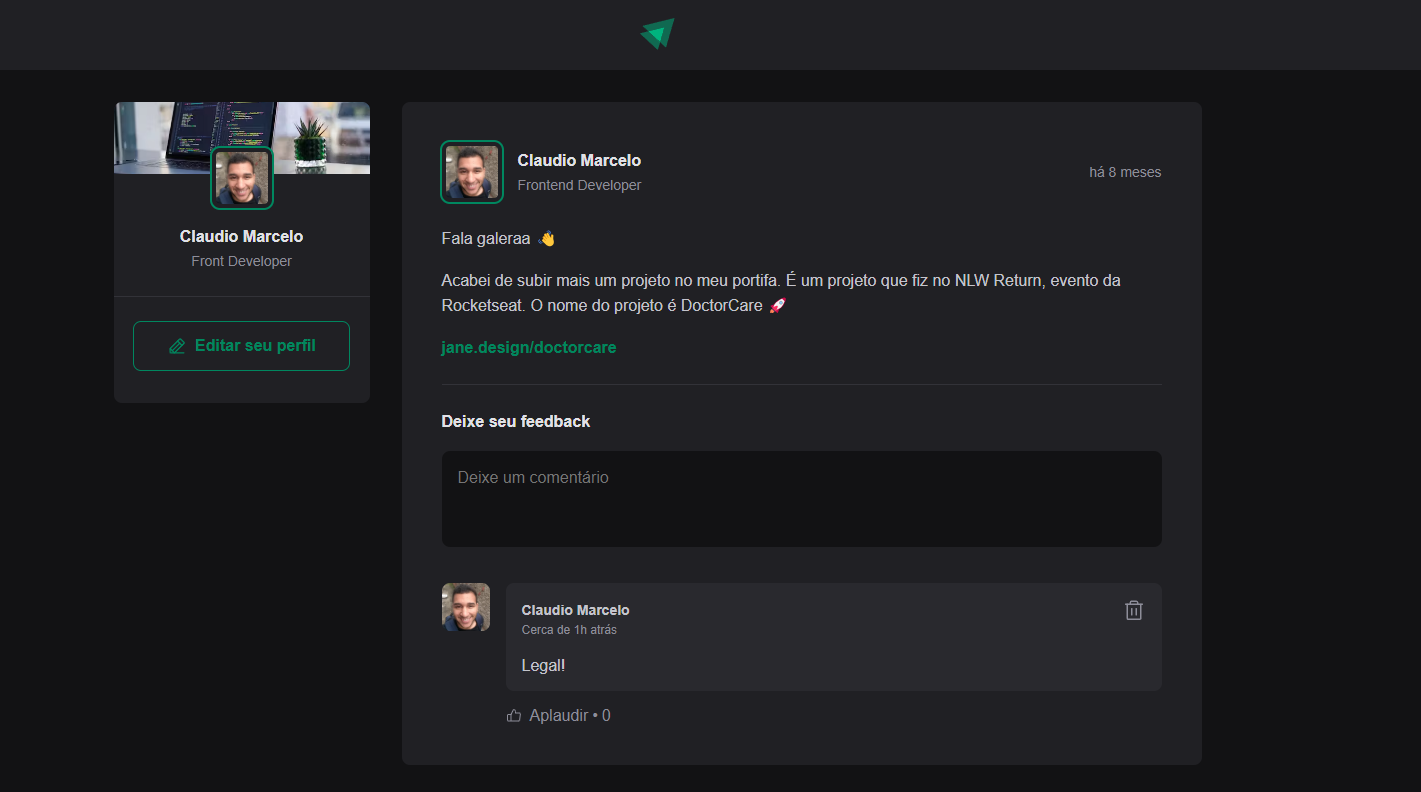 Claudio Marcelo
Front Developer
Editar seu perfil
Claudio Marcelo
Frontend Developer
há 8 meses
Fala galeraa 👋
Acabei de subir mais um projeto no meu portifa. É um projeto que fiz no NLW Return, evento da
Rocketseat. O nome do projeto é DoctorCare 🚀
jane.design/doctorcare
Deixe seu feedback
Deixe um comentário
Claudio Marcelo
Cerca de 1h atrás
Legal!
Aplaudir • 0